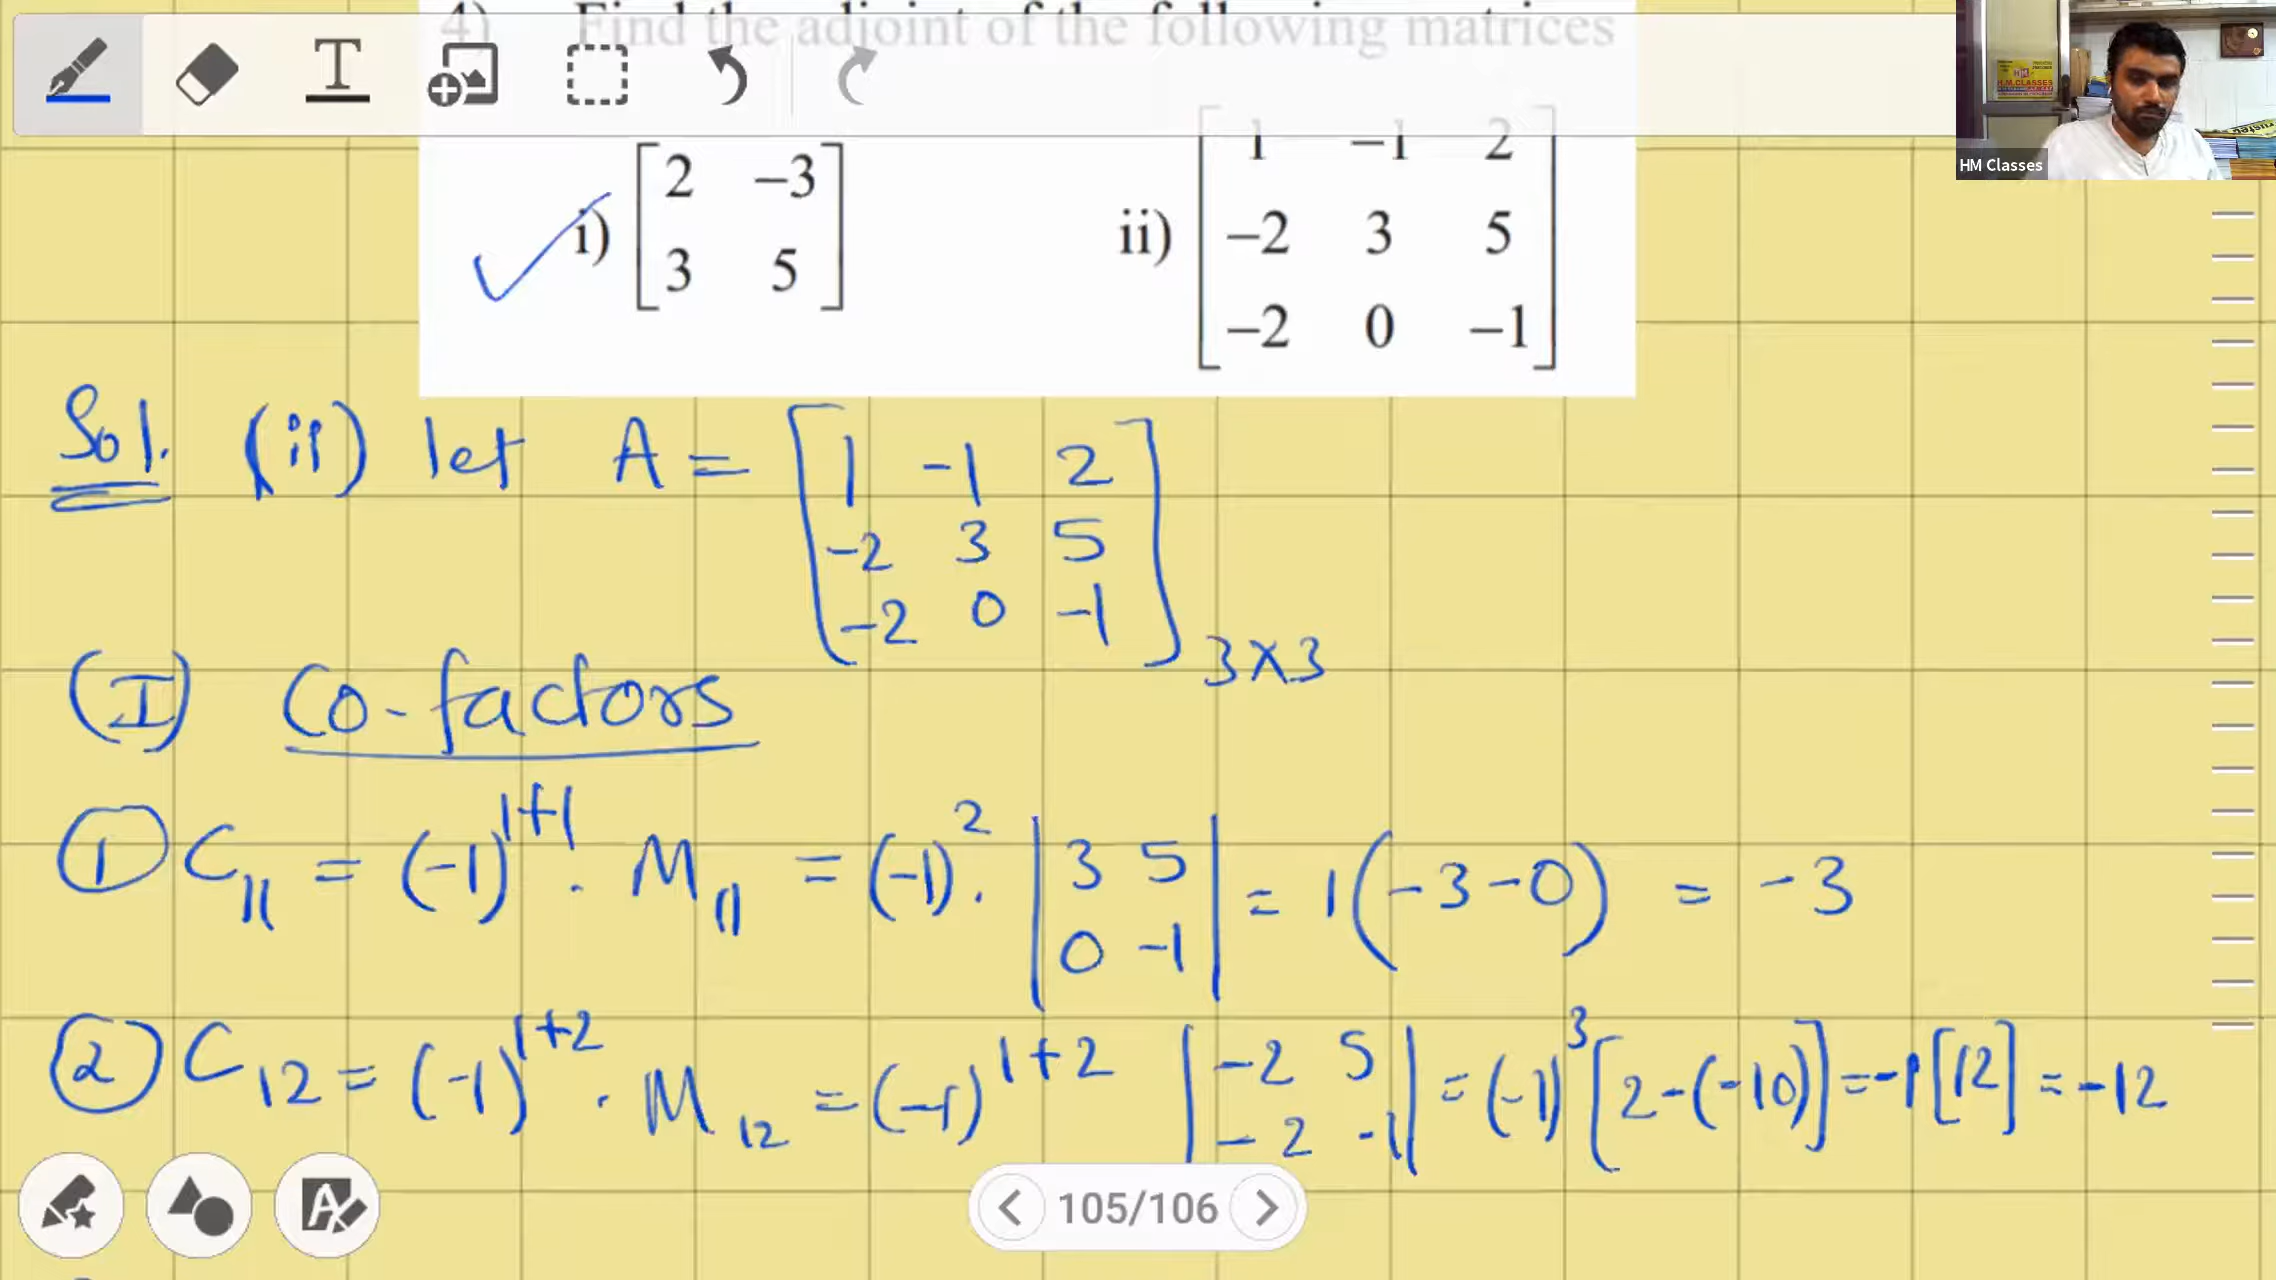 4) Find the adjoint of the following matrices
i) [2 −3
3 5]
ii) [1 −1 2
−2 3 5
−2 0 −1]
HM
H.M.CLASSES
HM Classes
Sol. (ii) let A = [1 -1 2
-2 3 5
-2 0 -1] 3×3
(I) Co-factors
① C₁₁ = (-1)¹⁺¹ . M₁₁ = (-1)² . |3 5
0 -1| = 1(-3-0) = -3
② C₁₂ = (-1)¹⁺² . M₁₂ = (-1)¹⁺² |-2 5
-2 -1| = (-1)³ [2-(-10)] = -1[12] = -12
105/106